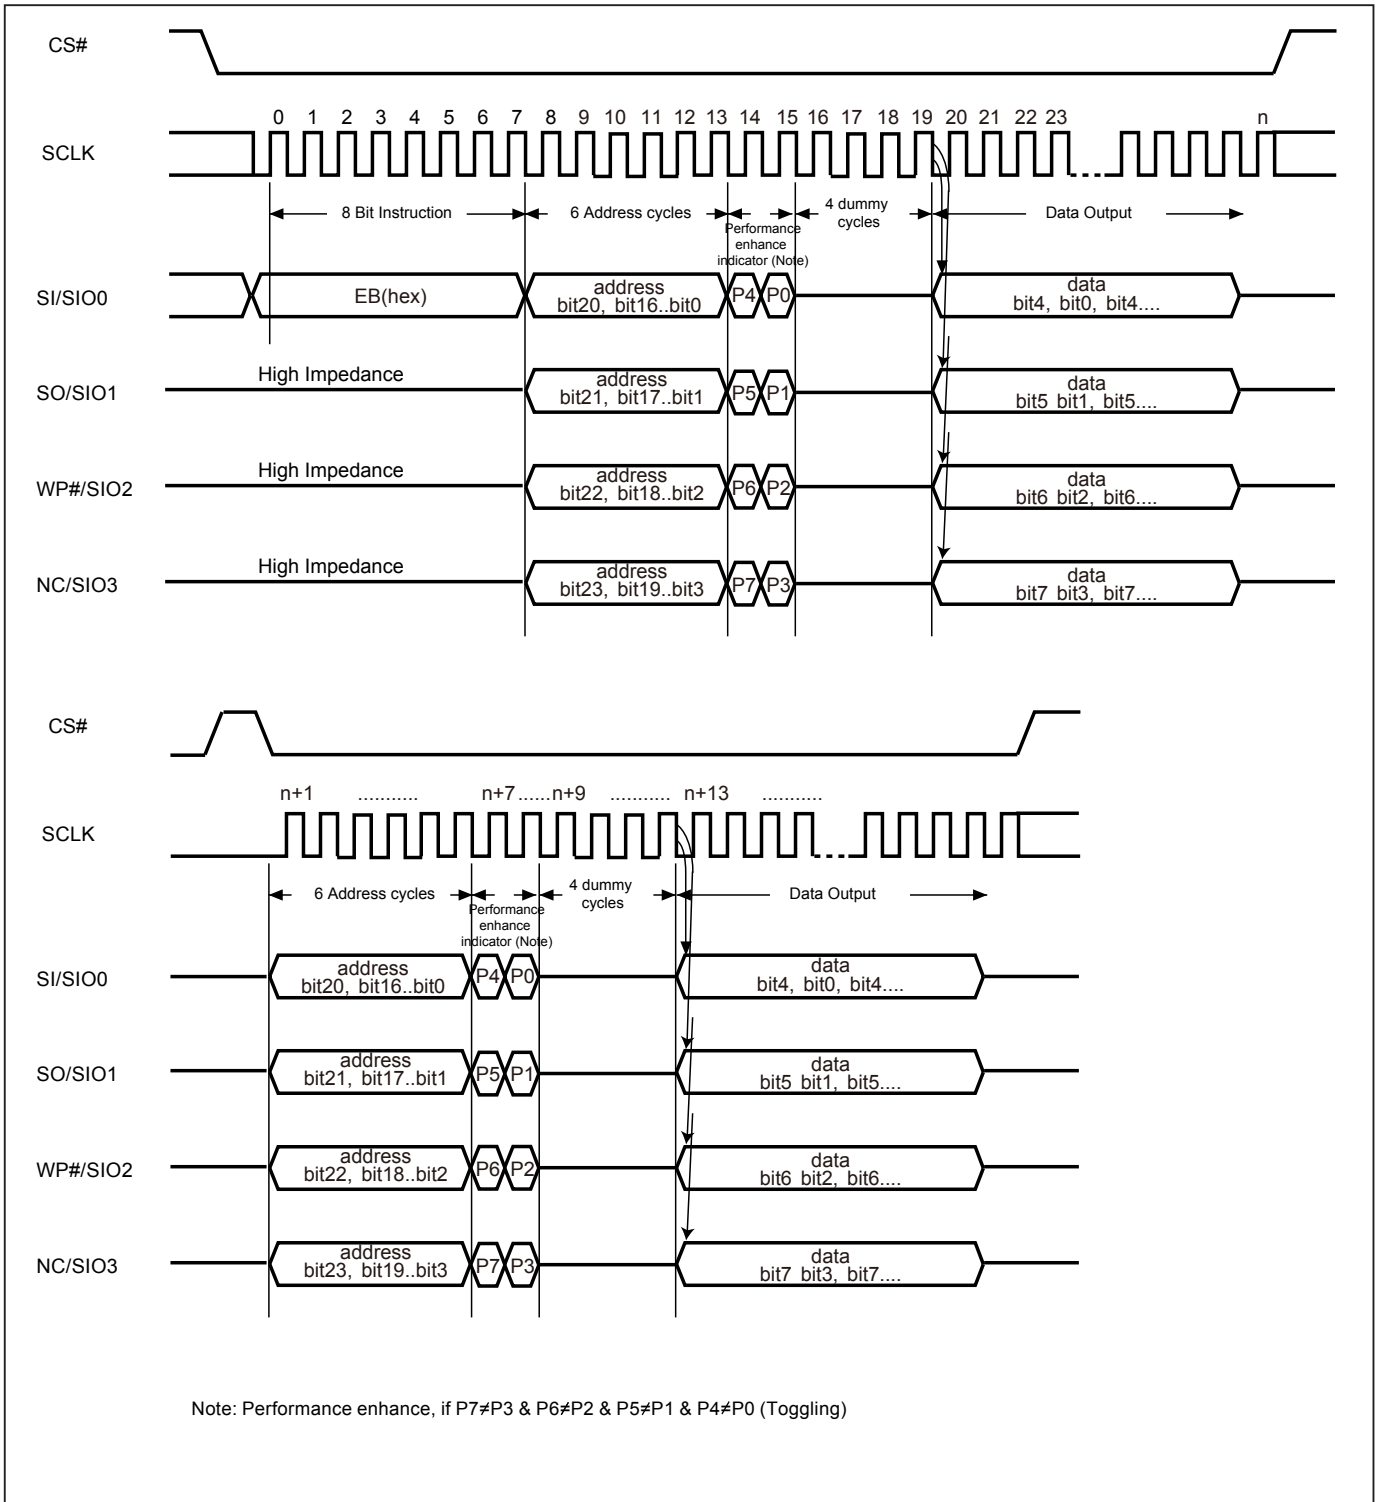 CS#
0 1 2 3 4 5 6 7 8 9 10 11 12 13 14 15 16 17 18 19 20 21 22 23 n
SCLK
8 Bit Instruction
6 Address cycles
Performance
enhance
indicator (Note)
4 dummy
cycles
Data Output
SI/SIO0
EB(hex)
address
bit20, bit16..bit0
P4 P0
data
bit4, bit0, bit4....
SO/SIO1
High Impedance
address
bit21, bit17..bit1
P5 P1
data
bit5 bit1, bit5....
WP#/SIO2
High Impedance
address
bit22, bit18..bit2
P6 P2
data
bit6 bit2, bit6....
NC/SIO3
High Impedance
address
bit23, bit19..bit3
P7 P3
data
bit7 bit3, bit7....
CS#
n+1 ........... n+7......n+9 ........... n+13 ...........
SCLK
6 Address cycles
Performance
enhance
indicator (Note)
4 dummy
cycles
Data Output
SI/SIO0
address
bit20, bit16..bit0
P4 P0
data
bit4, bit0, bit4....
SO/SIO1
address
bit21, bit17..bit1
P5 P1
data
bit5 bit1, bit5....
WP#/SIO2
address
bit22, bit18..bit2
P6 P2
data
bit6 bit2, bit6....
NC/SIO3
address
bit23, bit19..bit3
P7 P3
data
bit7 bit3, bit7....
Note: Performance enhance, if P7≠P3 & P6≠P2 & P5≠P1 & P4≠P0 (Toggling)